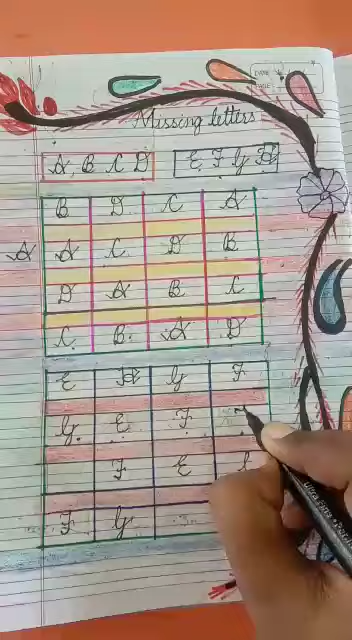 Missing letters
A B C D E F G H
B D C A
A A C D B
D A B C
C B A D
E H G F
G E F
F E
F G